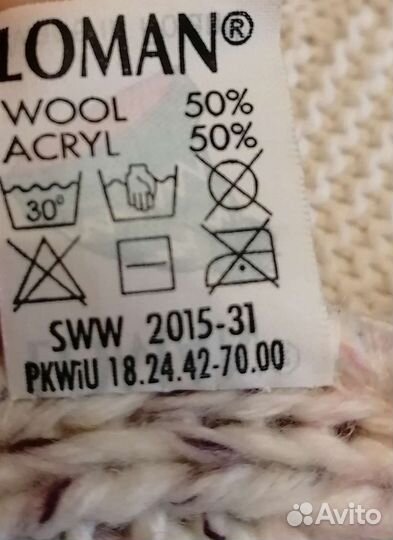 LOMAN®
WOOL 50%
ACRYL 50%
30°
SWW 2015-31
PKWiU 18.24.42-70.00
Avito